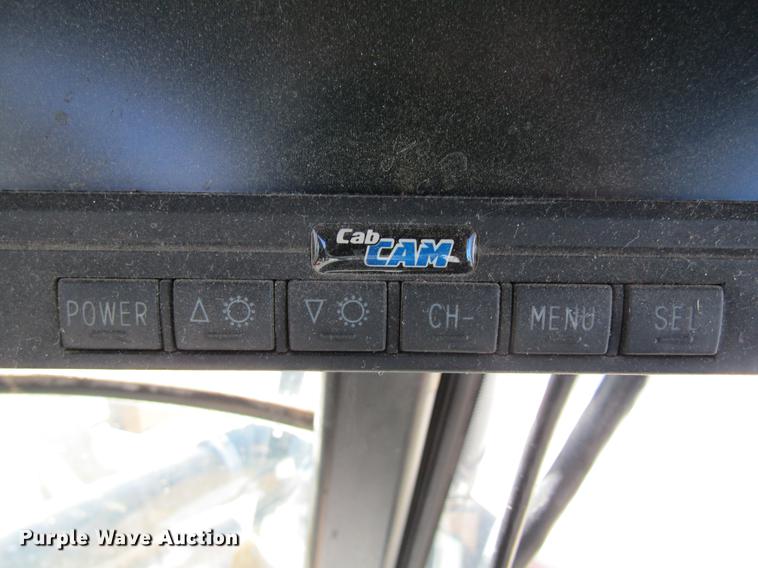 Cab
CAM
POWER △ ▽ CH- MENU SEL
Purple Wave Auction